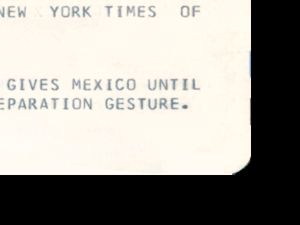 NEW YORK TIMES OF
GIVES MEXICO UNTIL
EPARATION GESTURE.